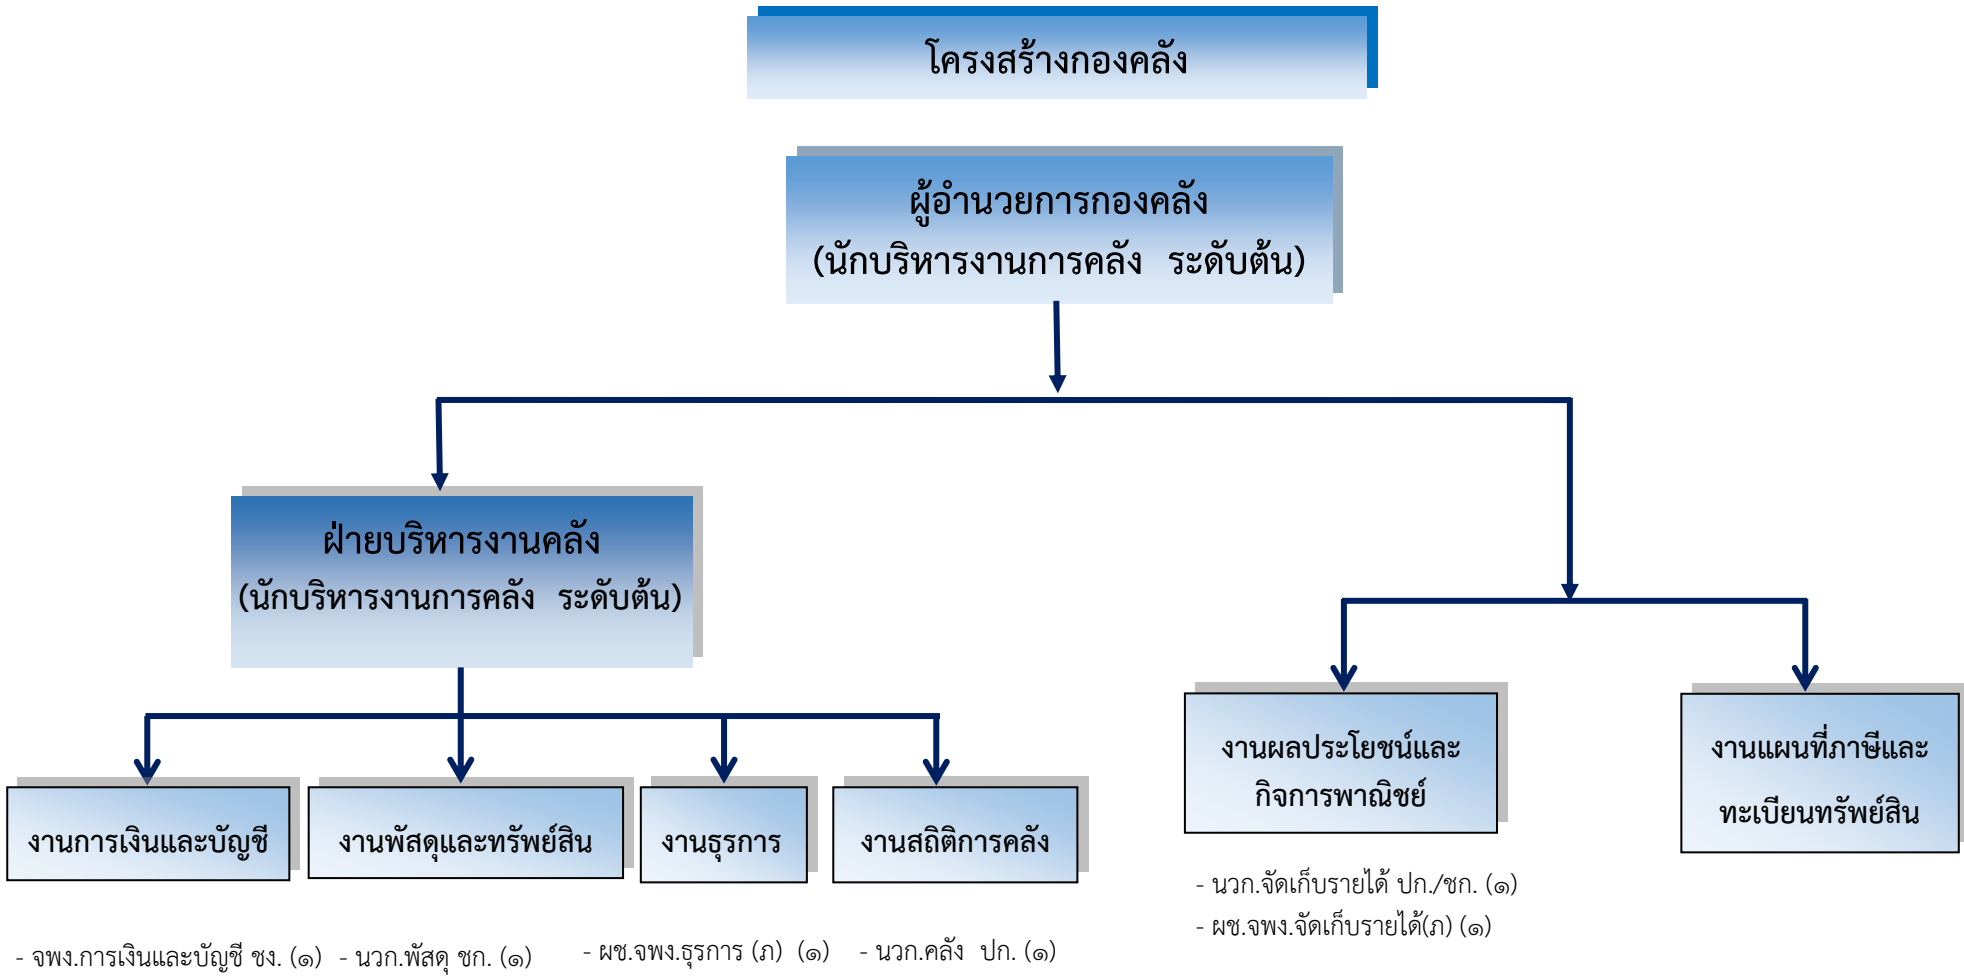 โครงสร้างกองคลัง
ผู้อำนวยการกองคลัง
(นักบริหารงานการคลัง ระดับต้น)
ฝ่ายบริหารงานคลัง
(นักบริหารงานการคลัง ระดับต้น)
งานผลประโยชน์และ
กิจการพาณิชย์
งานแผนที่ภาษีและ
ทะเบียนทรัพย์สิน
งานการเงินและบัญชี
งานพัสดุและทรัพย์สิน
งานธุรการ
งานสถิติการคลัง
- นวก.จัดเก็บรายได้ ปก./ชก. (๑)
- ผช.จพง.จัดเก็บรายได้(ภ) (๑)
- จพง.การเงินและบัญชี ชง. (๑)
- นวก.พัสดุ ชก. (๑)
- ผช.จพง.ธุรการ (ภ) (๑)
- นวก.คลัง ปก. (๑)